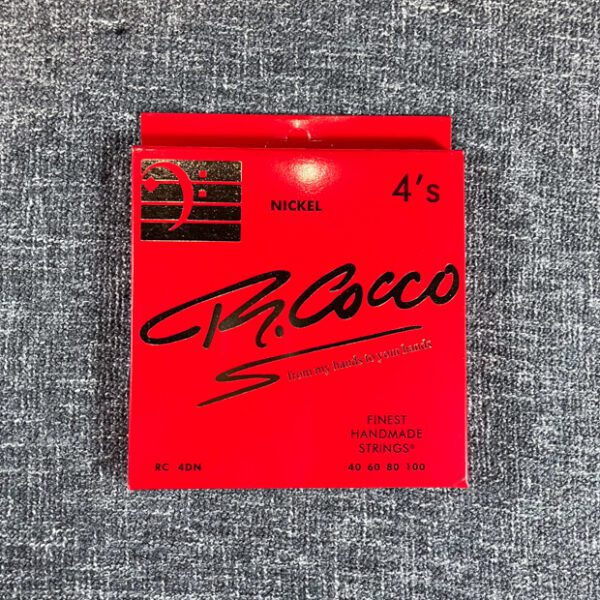 NICKEL
4's
R. Cocco
from my hands to your hands
FINEST
HANDMADE
STRINGS®
RC 4DN
40 60 80 100